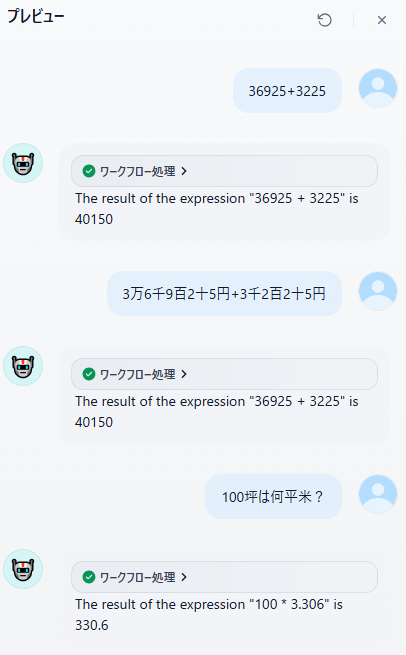 プレビュー
36925+3225
ワークフロー処理
The result of the expression "36925 + 3225" is
40150
3万6千9百2十5円+3千2百2十5円
ワークフロー処理
The result of the expression "36925 + 3225" is
40150
100坪は何平米？
ワークフロー処理
The result of the expression "100 * 3.306" is
330.6